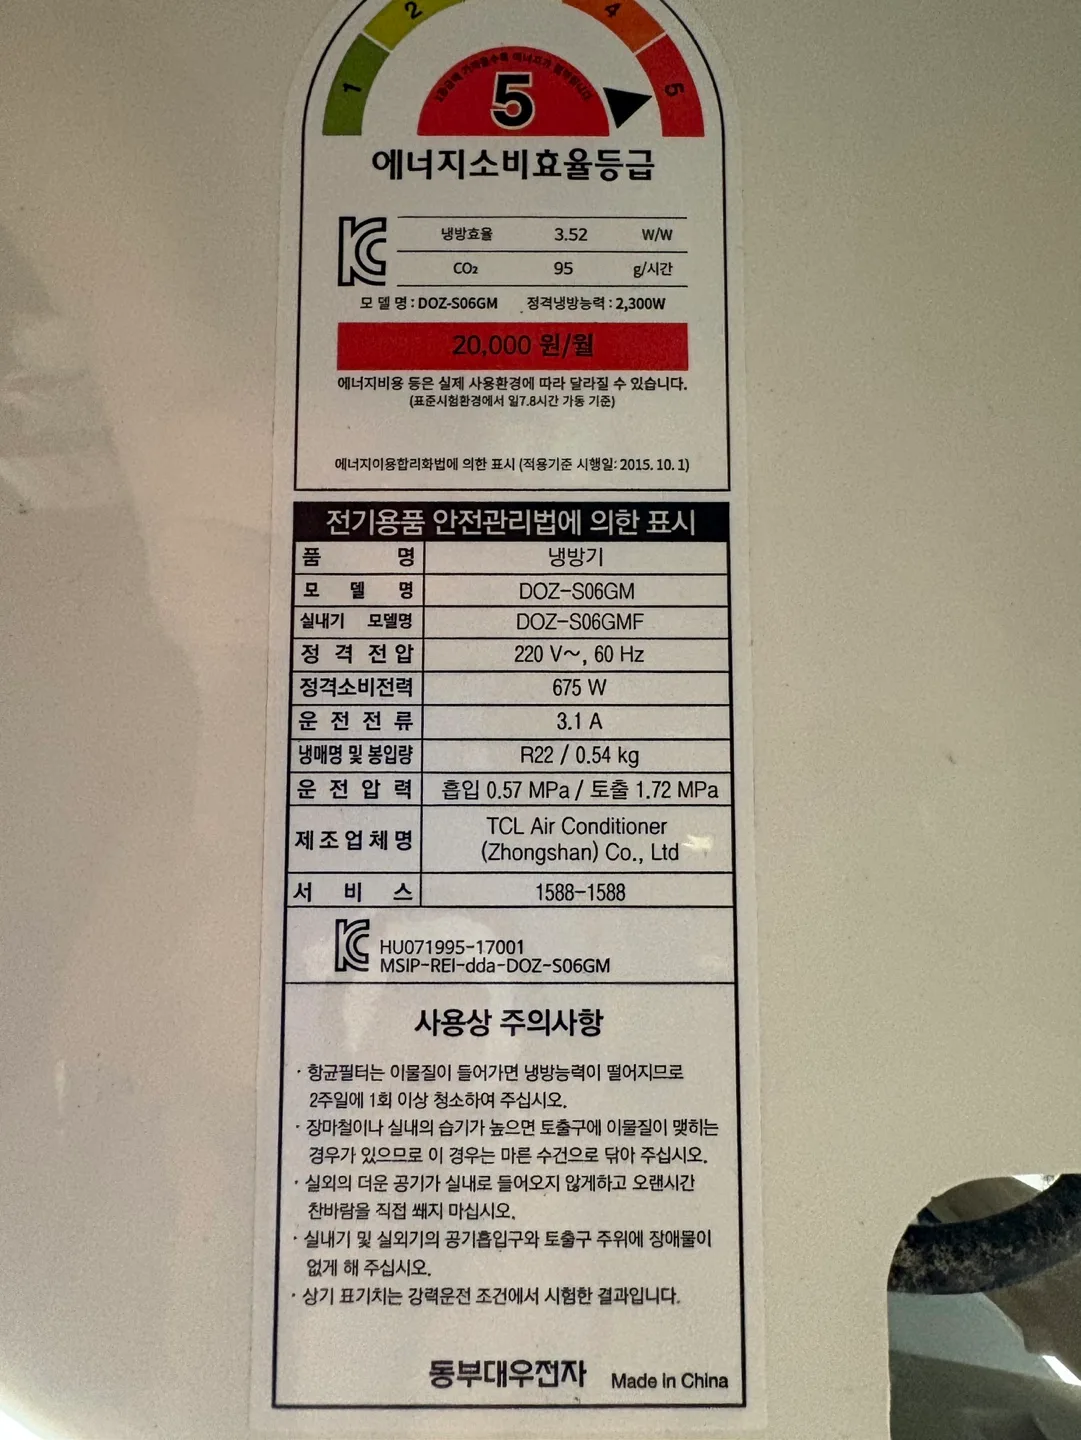 1
2
4
5
5
에너지소비효율등급
냉방효율 3.52 W/W
CO₂ 95 g/시간
모 델 명 : DOZ-S06GM 정격냉방능력 : 2,300W
20,000 원/월
에너지비용 등은 실제 사용환경에 따라 달라질 수 있습니다.
(표준시험환경에서 일7.8시간 가동 기준)
에너지이용합리화법에 의한 표시 (적용기준 시행일: 2015. 10. 1)
전기용품 안전관리법에 의한 표시
품 명 냉방기
모 델 명 DOZ-S06GM
실내기 모델명 DOZ-S06GMF
정 격 전 압 220 V~, 60 Hz
정격소비전력 675 W
운 전 전 류 3.1 A
냉매명 및 봉입량 R22 / 0.54 kg
운 전 압 력 흡입 0.57 MPa / 토출 1.72 MPa
제 조 업 체 명 TCL Air Conditioner
(Zhongshan) Co., Ltd
서 비 스 1588-1588
HU071995-17001
MSIP-REI-dda-DOZ-S06GM
사용상 주의사항
· 항균필터는 이물질이 들어가면 냉방능력이 떨어지므로
2주일에 1회 이상 청소하여 주십시오.
· 장마철이나 실내의 습기가 높으면 토출구에 이물질이 맺히는
경우가 있으므로 이 경우는 마른 수건으로 닦아 주십시오.
· 실외의 더운 공기가 실내로 들어오지 않게하고 오랜시간
찬바람을 직접 쐐지 마십시오.
· 실내기 및 실외기의 공기흡입구와 토출구 주위에 장애물이
없게 해 주십시오.
· 상기 표기치는 강력운전 조건에서 시험한 결과입니다.
동부대우전자 Made in China